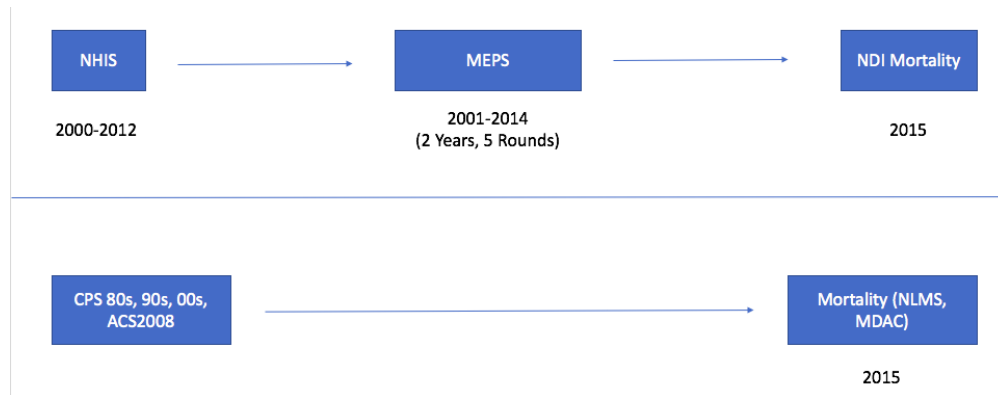 NHIS
MEPS
NDI Mortality
2000-2012
2001-2014
(2 Years, 5 Rounds)
2015
CPS 80s, 90s, 00s,
ACS2008
Mortality (NLMS,
MDAC)
2015